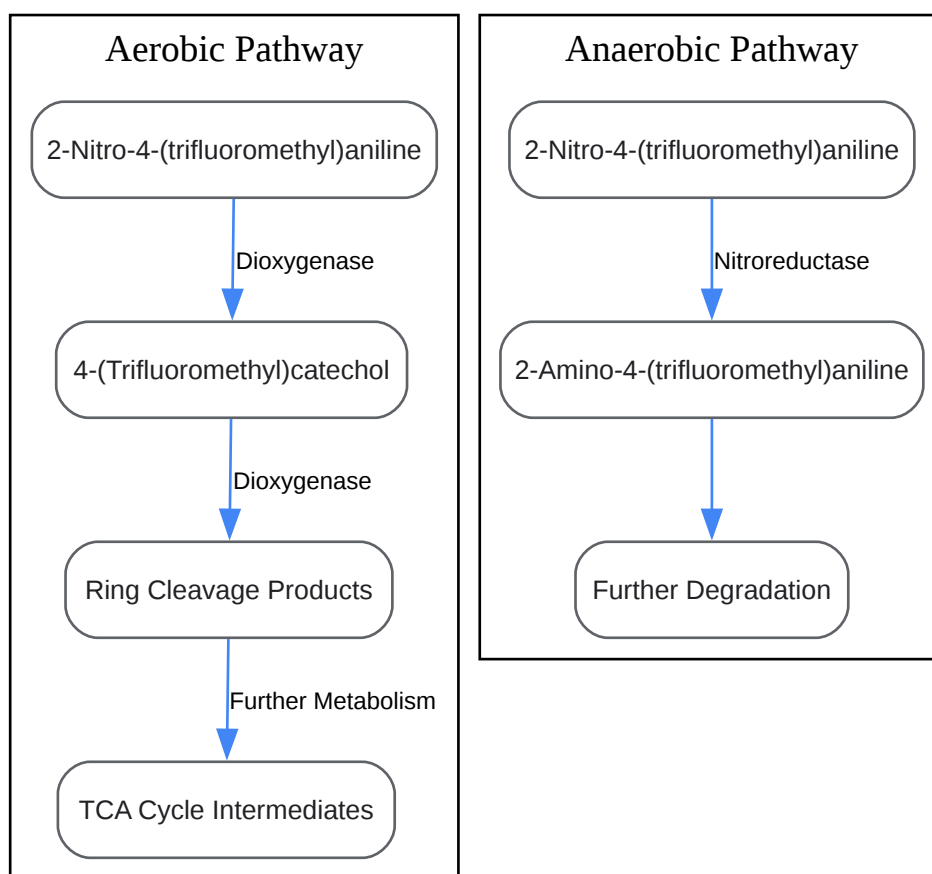 Aerobic Pathway
2-Nitro-4-(trifluoromethyl)aniline
Dioxygenase
4-(Trifluoromethyl)catechol
Dioxygenase
Ring Cleavage Products
Further Metabolism
TCA Cycle Intermediates
Anaerobic Pathway
2-Nitro-4-(trifluoromethyl)aniline
Nitroreductase
2-Amino-4-(trifluoromethyl)aniline
Further Degradation